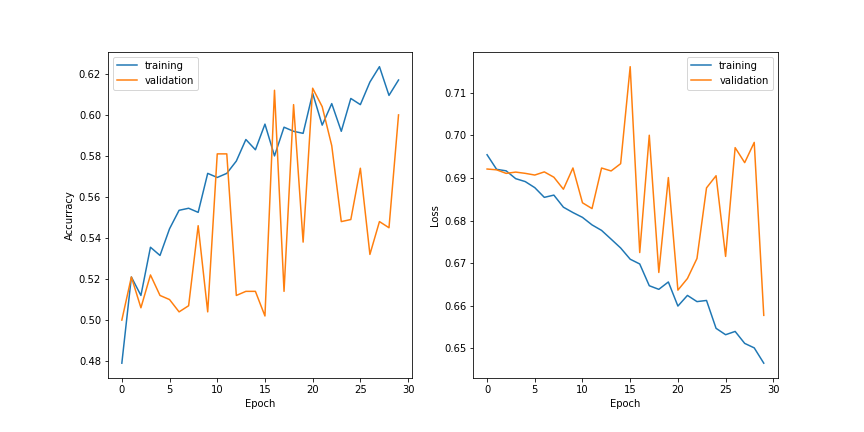 training
validation
0.62
0.60
0.58
0.56
0.54
0.52
0.50
0.48
Accurracy
0 5 10 15 20 25 30
Epoch
training
validation
0.71
0.70
0.69
0.68
0.67
0.66
0.65
Loss
0 5 10 15 20 25 30
Epoch